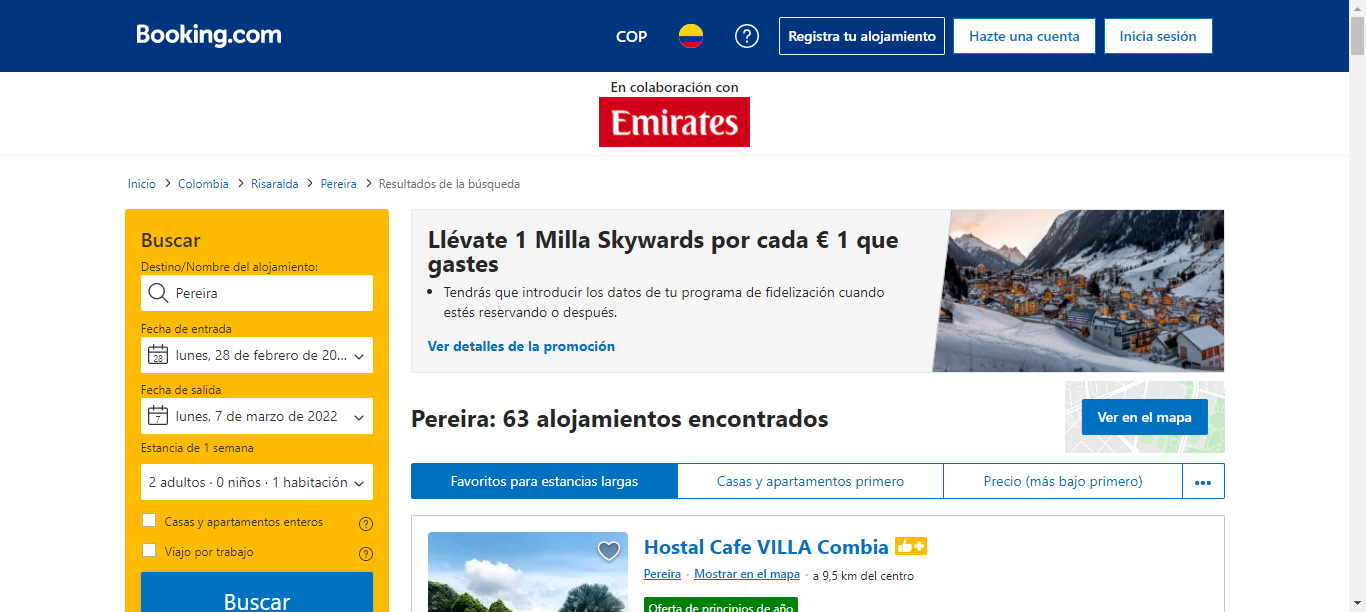 Booking.com
COP
?
Registra tu alojamiento
Hazte una cuenta
Inicia sesión
En colaboración con
Emirates
Inicio > Colombia > Risaralda > Pereira > Resultados de la búsqueda
Buscar
Destino/Nombre del alojamiento:
Pereira
Fecha de entrada
28
lunes, 28 de febrero de 20...
Fecha de salida
7
lunes, 7 de marzo de 2022
Estancia de 1 semana
2 adultos · 0 niños · 1 habitación
Casas y apartamentos enteros
?
Viajo por trabajo
?
Buscar
Llévate 1 Milla Skywards por cada € 1 que
gastes
• Tendrás que introducir los datos de tu programa de fidelización cuando
estés reservando o después.
Ver detalles de la promoción
Pereira: 63 alojamientos encontrados
Ver en el mapa
Favoritos para estancias largas
Casas y apartamentos primero
Precio (más bajo primero)
•••
Hostal Cafe VILLA Combia
Pereira · Mostrar en el mapa · a 9,5 km del centro
Oferta de principios de año